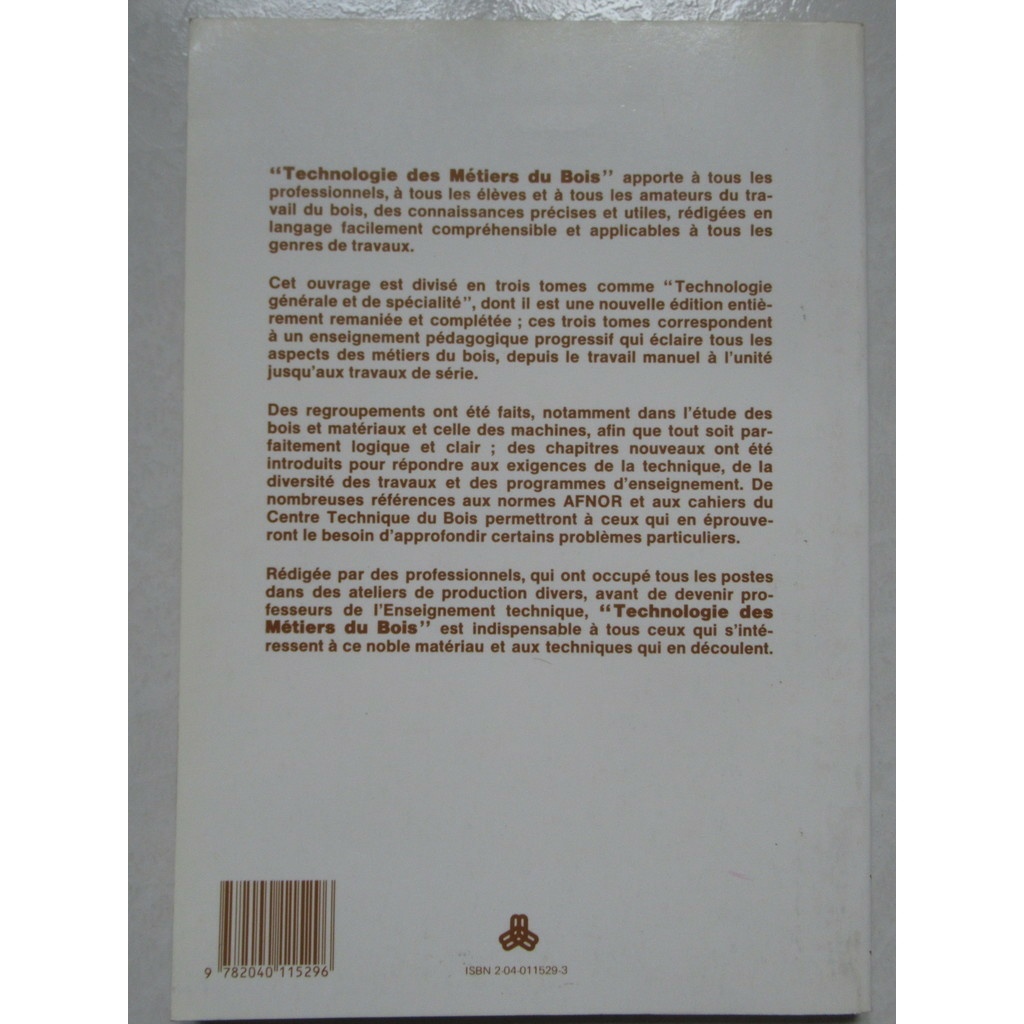 “Technologie des Métiers du Bois” apporte à tous les
professionnels, à tous les élèves et à tous les amateurs du tra-
vail du bois, des connaissances précises et utiles, rédigées en
langage facilement compréhensible et applicables à tous les
genres de travaux.
Cet ouvrage est divisé en trois tomes comme “Technologie
générale et de spécialité”, dont il est une nouvelle édition entiè-
rement remaniée et complétée ; ces trois tomes correspondent
à un enseignement pédagogique progressif qui éclaire tous les
aspects des métiers du bois, depuis le travail manuel à l'unité
jusqu'aux travaux de série.
Des regroupements ont été faits, notamment dans l'étude des
bois et matériaux et celle des machines, afin que tout soit par-
faitement logique et clair ; des chapitres nouveaux ont été
introduits pour répondre aux exigences de la technique, de la
diversité des travaux et des programmes d'enseignement. De
nombreuses références aux normes AFNOR et aux cahiers du
Centre Technique du Bois permettront à ceux qui en éprouve-
ront le besoin d'approfondir certains problèmes particuliers.
Rédigée par des professionnels, qui ont occupé tous les postes
dans des ateliers de production divers, avant de devenir pro-
fesseurs de l'Enseignement technique, “Technologie des
Métiers du Bois” est indispensable à tous ceux qui s'inté-
ressent à ce noble matériau et aux techniques qui en découlent.
9 782040 115296
ISBN 2-04-011529-3